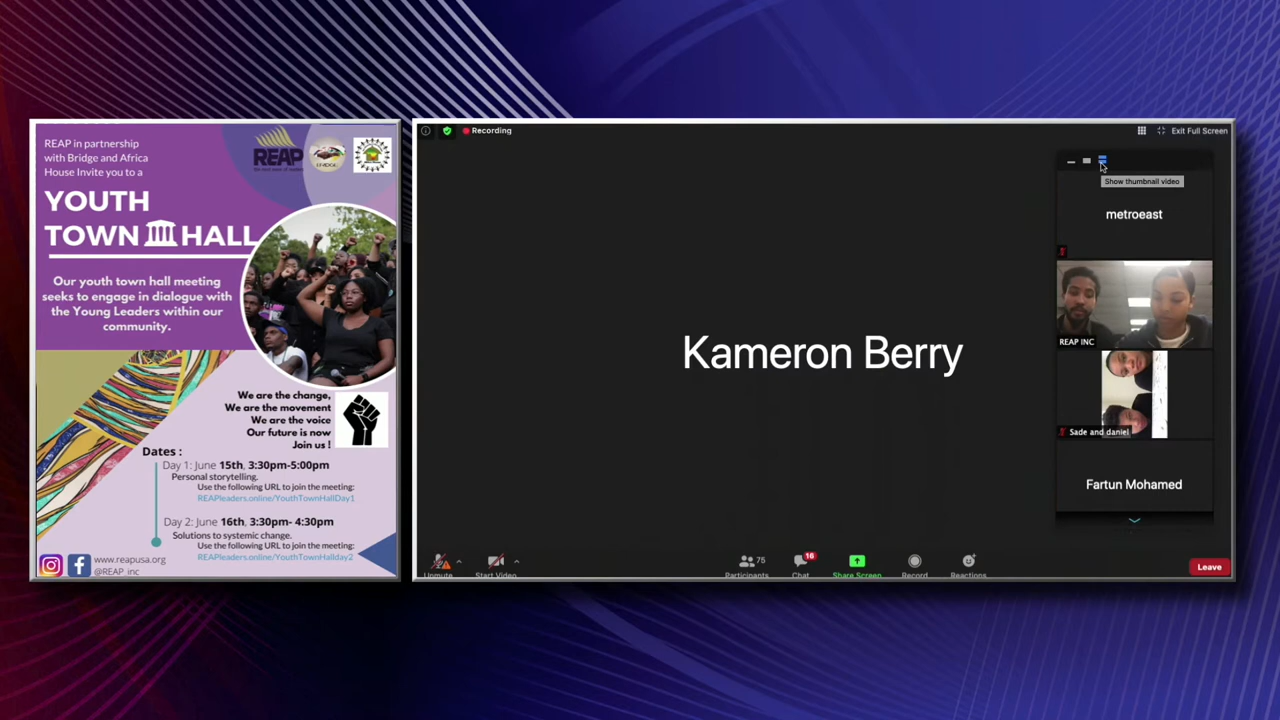 REAP in partnership
with Bridge and Africa
House Invite you to a
REAP
YOUTH
TOWN HALL
Our youth town hall meeting
seeks to engage in dialogue with
the Young Leaders within our
community.
We are the change,
We are the movement
We are the voice
Our future is now
Join us !
Dates :
Day 1: June 15th, 3:30pm-5:00pm
Personal storytelling.
Use the following URL to join the meeting:
REAPleaders.online/YouthTownHallDay1
Day 2: June 16th, 3:30pm- 4:30pm
Solutions to systemic change.
Use the following URL to join the meeting:
REAPleaders.online/YouthTownHallday2
www.reapusa.org
@REAP_inc
Recording
Exit Full Screen
Show thumbnail video
metroeast
REAP INC
Kameron Berry
Sade and daniel
Fartun Mohamed
Unmute
Start Video
75
Participants
16
Chat
Share Screen
Record
Reactions
Leave